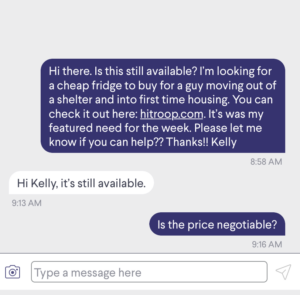 Hi there. Is this still available? I'm looking for
a cheap fridge to buy for a guy moving out of
a shelter and into first time housing. You can
check it out here: hitroop.com. It's was my
featured need for the week. Please let me
know if you can help?? Thanks!! Kelly
8:58 AM
Hi Kelly, it's still available.
9:13 AM
Is the price negotiable?
9:16 AM
Type a message here